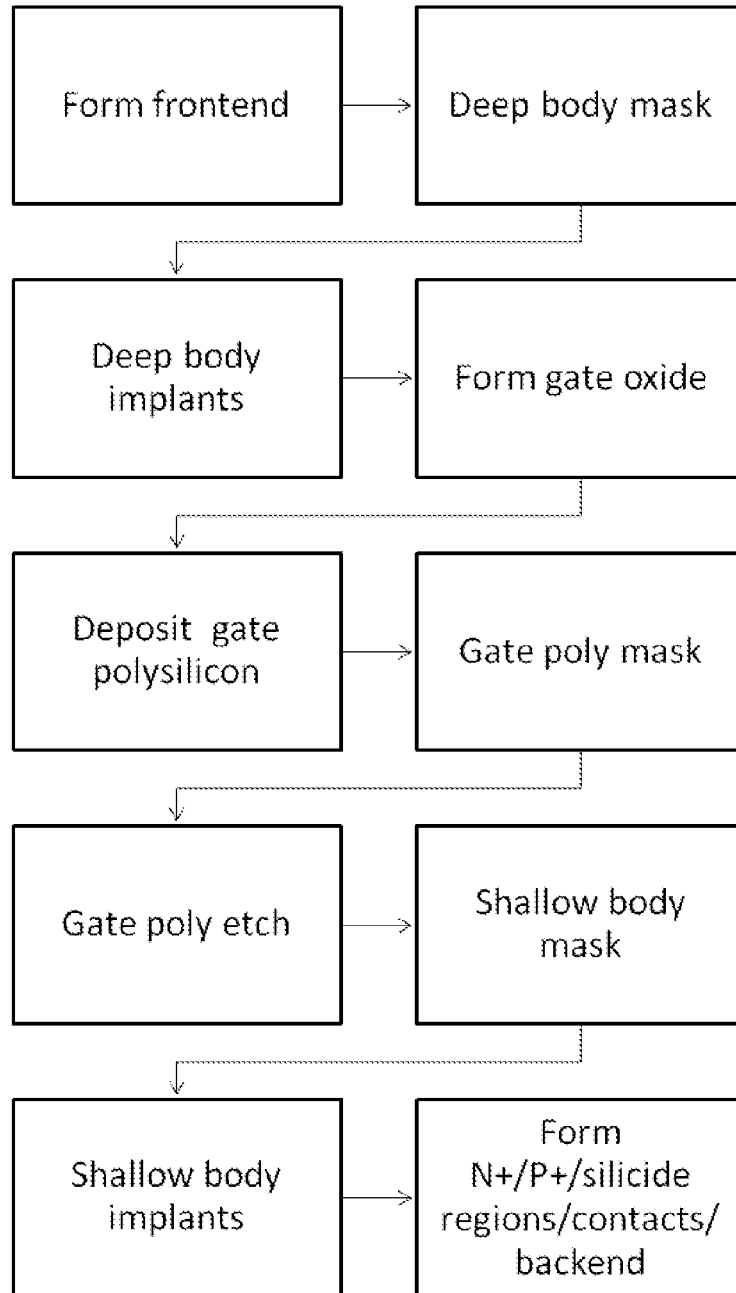 Form frontend
Deep body mask
Deep body
implants
Form gate oxide
Deposit gate
polysilicon
Gate poly mask
Gate poly etch
Shallow body
mask
Shallow body
implants
Form
N+/P+/silicide
regions/contacts/
backend